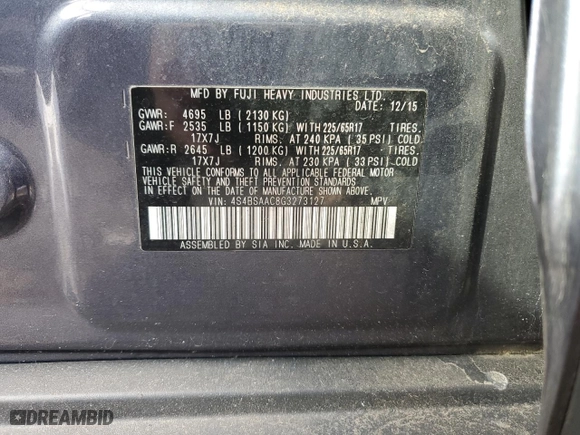 MFD BY FUJI HEAVY INDUSTRIES LTD.
DATE: 12/15
GVWR: 4695 LB (2130 KG)
GAWR:F 2535 LB (1150 KG) WITH 225/65R17 TIRES.
17X7J RIMS. AT 240 KPA (35 PSI) COLD
GAWR:R 2645 LB (1200 KG) WITH 225/65R17 TIRES.
17X7J RIMS. AT 230 KPA (33 PSI) COLD
THIS VEHICLE CONFORMS TO ALL APPLICABLE FEDERAL MOTOR
VEHICLE SAFETY AND THEFT PREVENTION STANDARDS
IN EFFECT ON THE DATE OF MANUFACTURE SHOWN ABOVE.
VIN: 4S4BSAAC8G3273127 MPV
ASSEMBLED BY SIA INC. MADE IN U.S.A.
DREAMBID